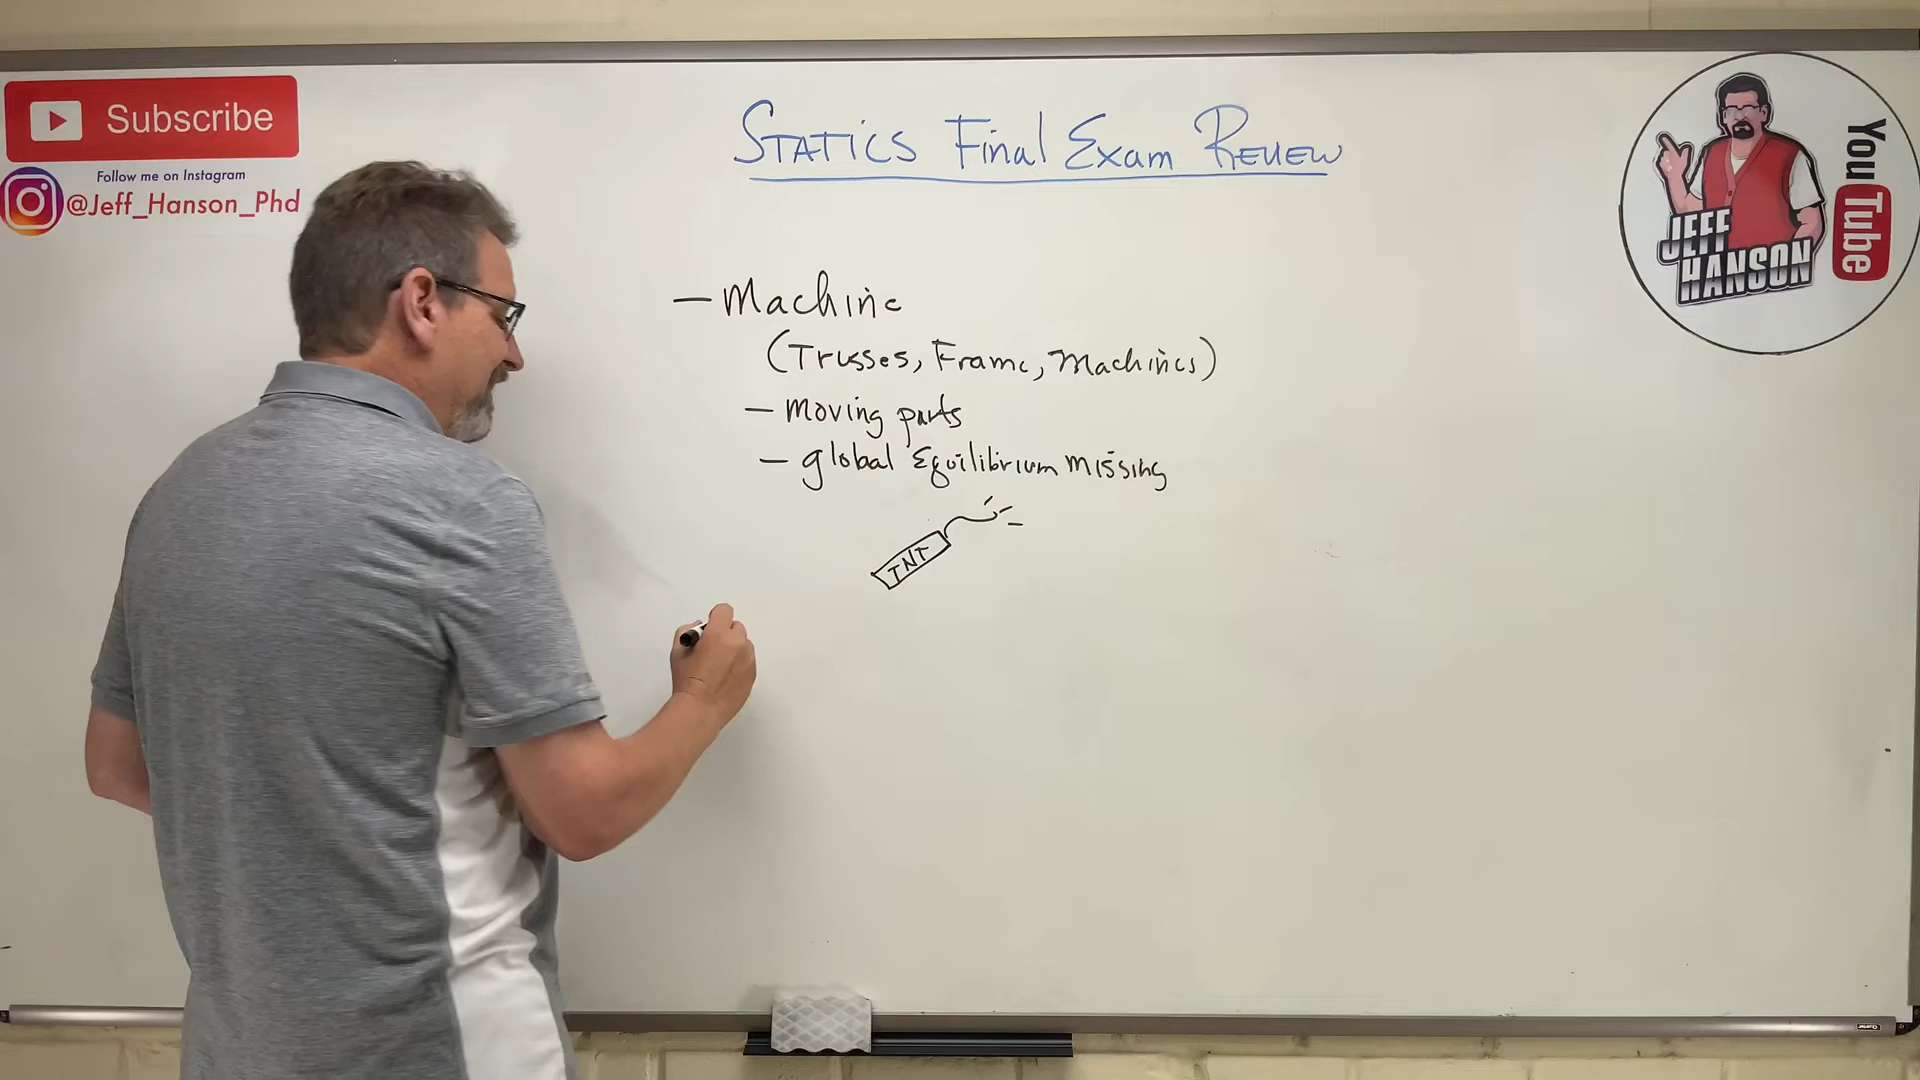 Subscribe
Follow me on Instagram
@Jeff_Hanson_Phd
STATICS Final Exam Review
JEFF
HANSON
YouTube
- Machine
(Trusses, Frame, Machines)
- moving parts
- global Equilibrium missing
TNT